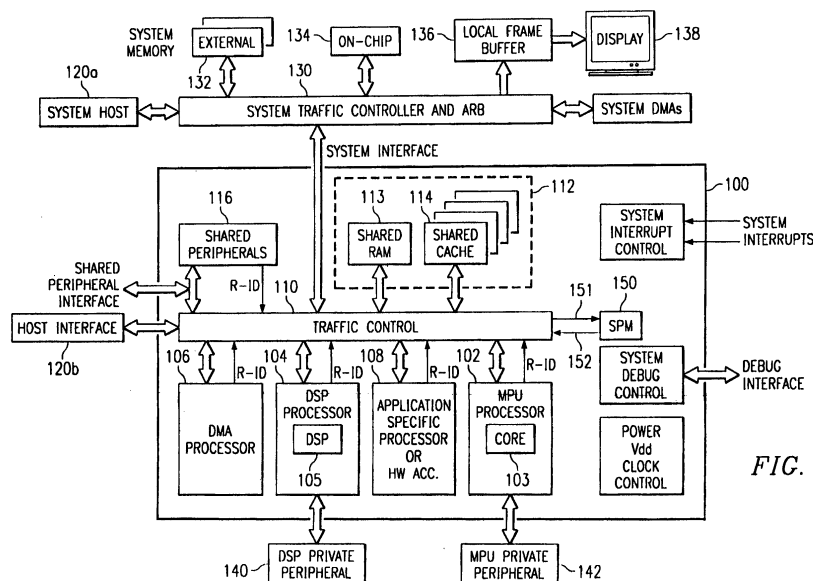 SYSTEM
MEMORY
EXTERNAL
132
134
ON-CHIP
136
LOCAL FRAME
BUFFER
DISPLAY
138
120a
SYSTEM HOST
130
SYSTEM TRAFFIC CONTROLLER AND ARB
SYSTEM DMAs
SYSTEM INTERFACE
112
100
116
SHARED
PERIPHERALS
113
SHARED
RAM
114
SHARED
CACHE
SYSTEM
INTERRUPT
CONTROL
SYSTEM
INTERRUPTS
SHARED
PERIPHERAL
INTERFACE
R-ID
110
TRAFFIC CONTROL
HOST INTERFACE
120b
151
152
150
SPM
106
R-ID
104
R-ID
108
R-ID
102
R-ID
DMA
PROCESSOR
DSP
PROCESSOR
DSP
105
APPLICATION
SPECIFIC
PROCESSOR
OR
HW ACC.
MPU
PROCESSOR
CORE
103
SYSTEM
DEBUG
CONTROL
DEBUG
INTERFACE
POWER
Vdd
CLOCK
CONTROL
FIG.
140
DSP PRIVATE
PERIPHERAL
MPU PRIVATE
PERIPHERAL
142